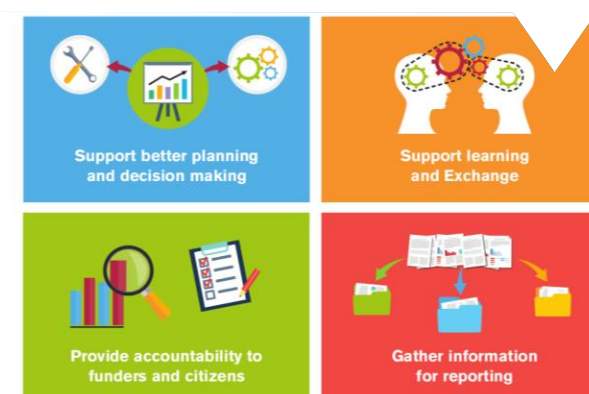 Support better planning
and decision making
Support learning
and Exchange
Provide accountability to
funders and citizens
Gather information
for reporting